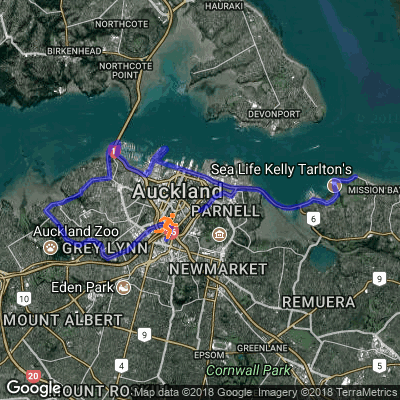 HAURAKI
NORTHCOTE
BIRKENHEAD
NORTHCOTE
POINT
DEVONPORT
Sea Life Kelly Tarlton's
Auckland
MISSION BAY
PARNELL
6
Auckland Zoo
GREY LYNN
NEWMARKET
Eden Park
10
REMUERA
MOUNT ALBERT
9
9
GREENLANE
EPSOM
4
5
Cornwall Park
20
Google
MOUNT RO
Map data ©2018 Google Imagery ©2018 TerraMetrics